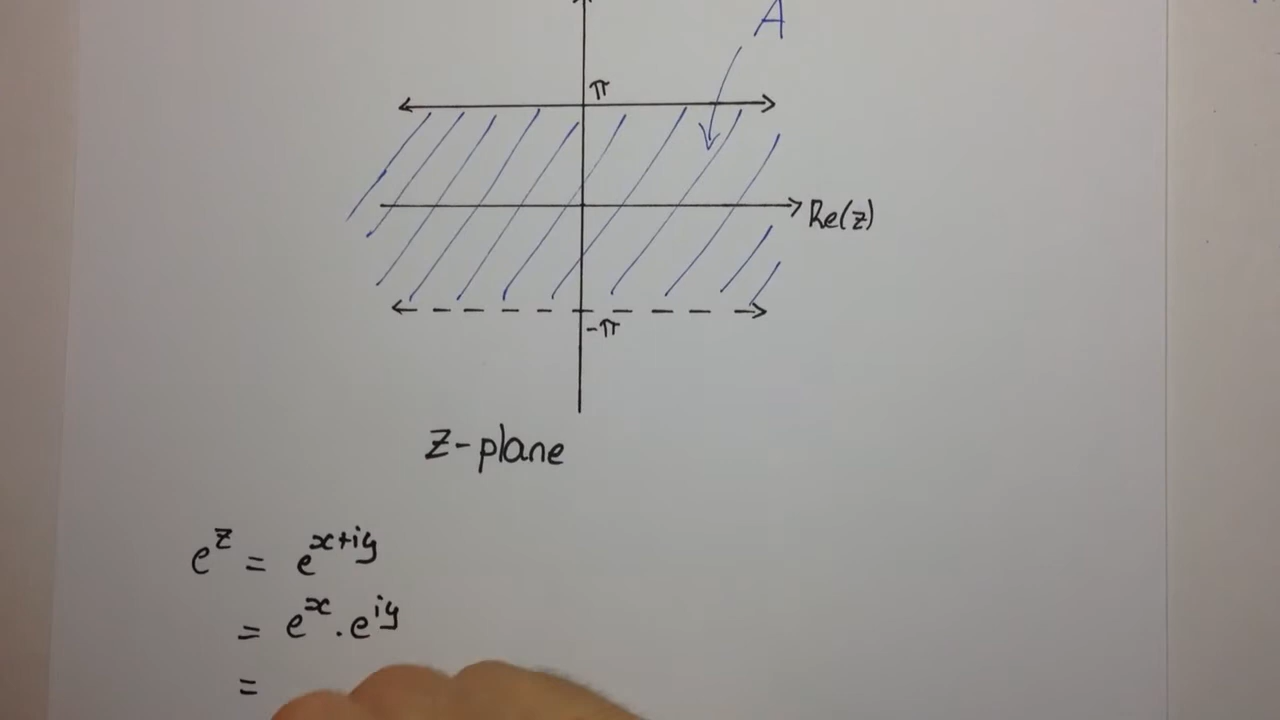 A
π
Re(z)
-π
z-plane
e^z = e^{x+iy}
= e^x . e^{iy}
=